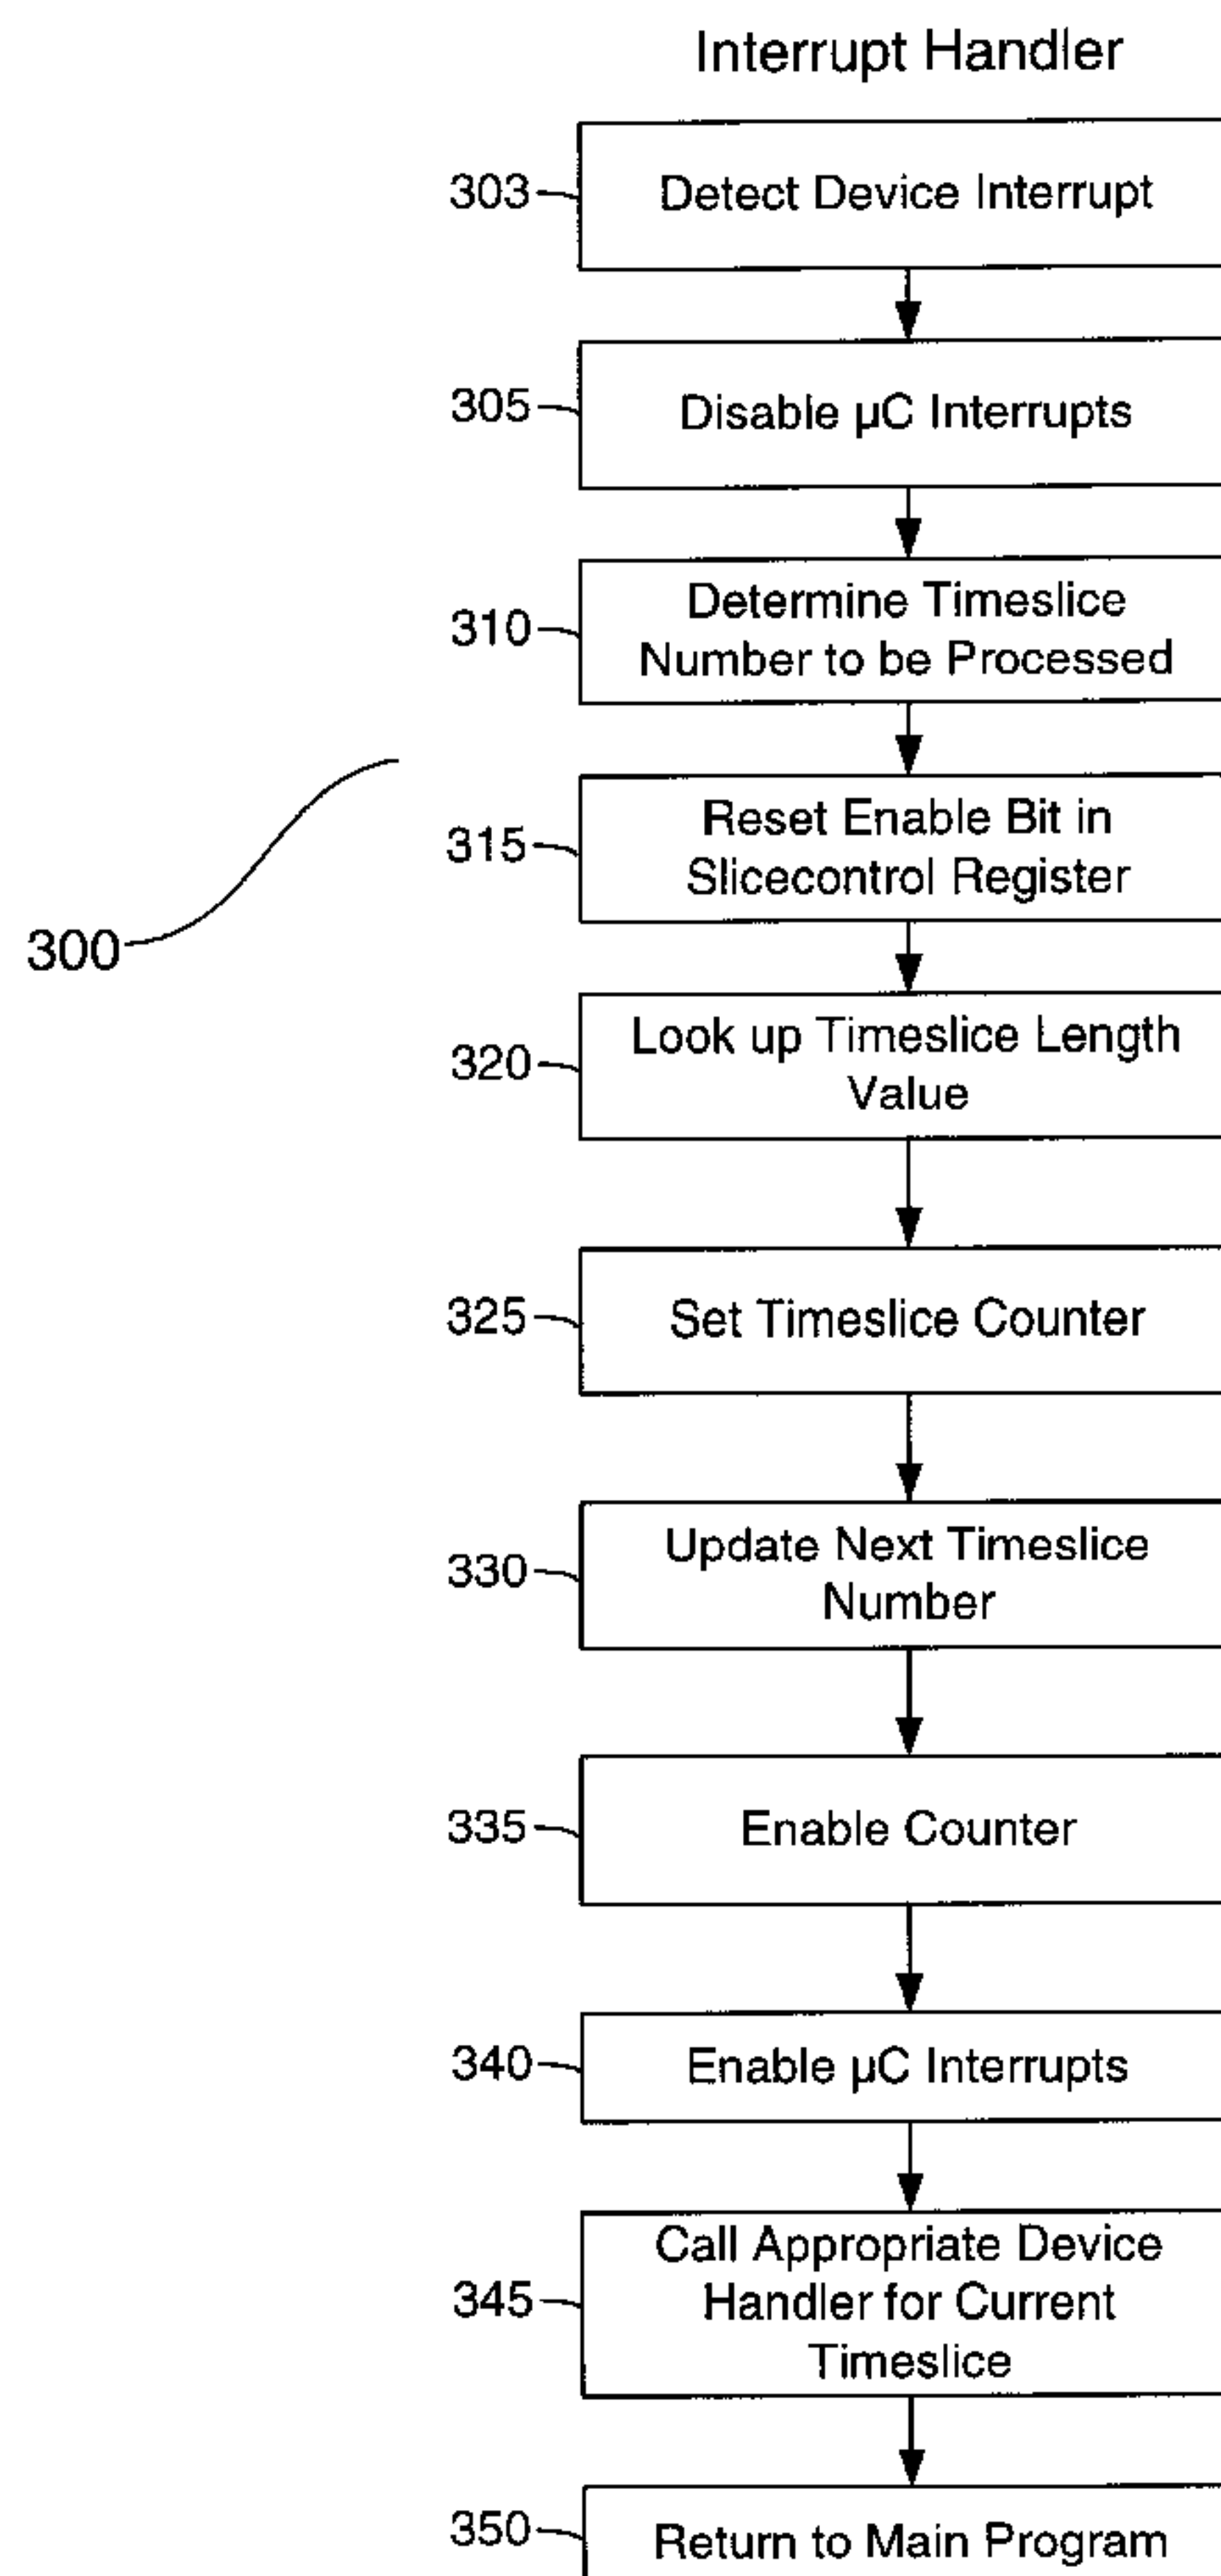 Interrupt Handler
303
Detect Device Interrupt
305
Disable µC Interrupts
310
Determine Timeslice
Number to be Processed
315
Reset Enable Bit in
Slicecontrol Register
300
320
Look up Timeslice Length
Value
325
Set Timeslice Counter
330
Update Next Timeslice
Number
335
Enable Counter
340
Enable µC Interrupts
345
Call Appropriate Device
Handler for Current
Timeslice
350
Return to Main Program